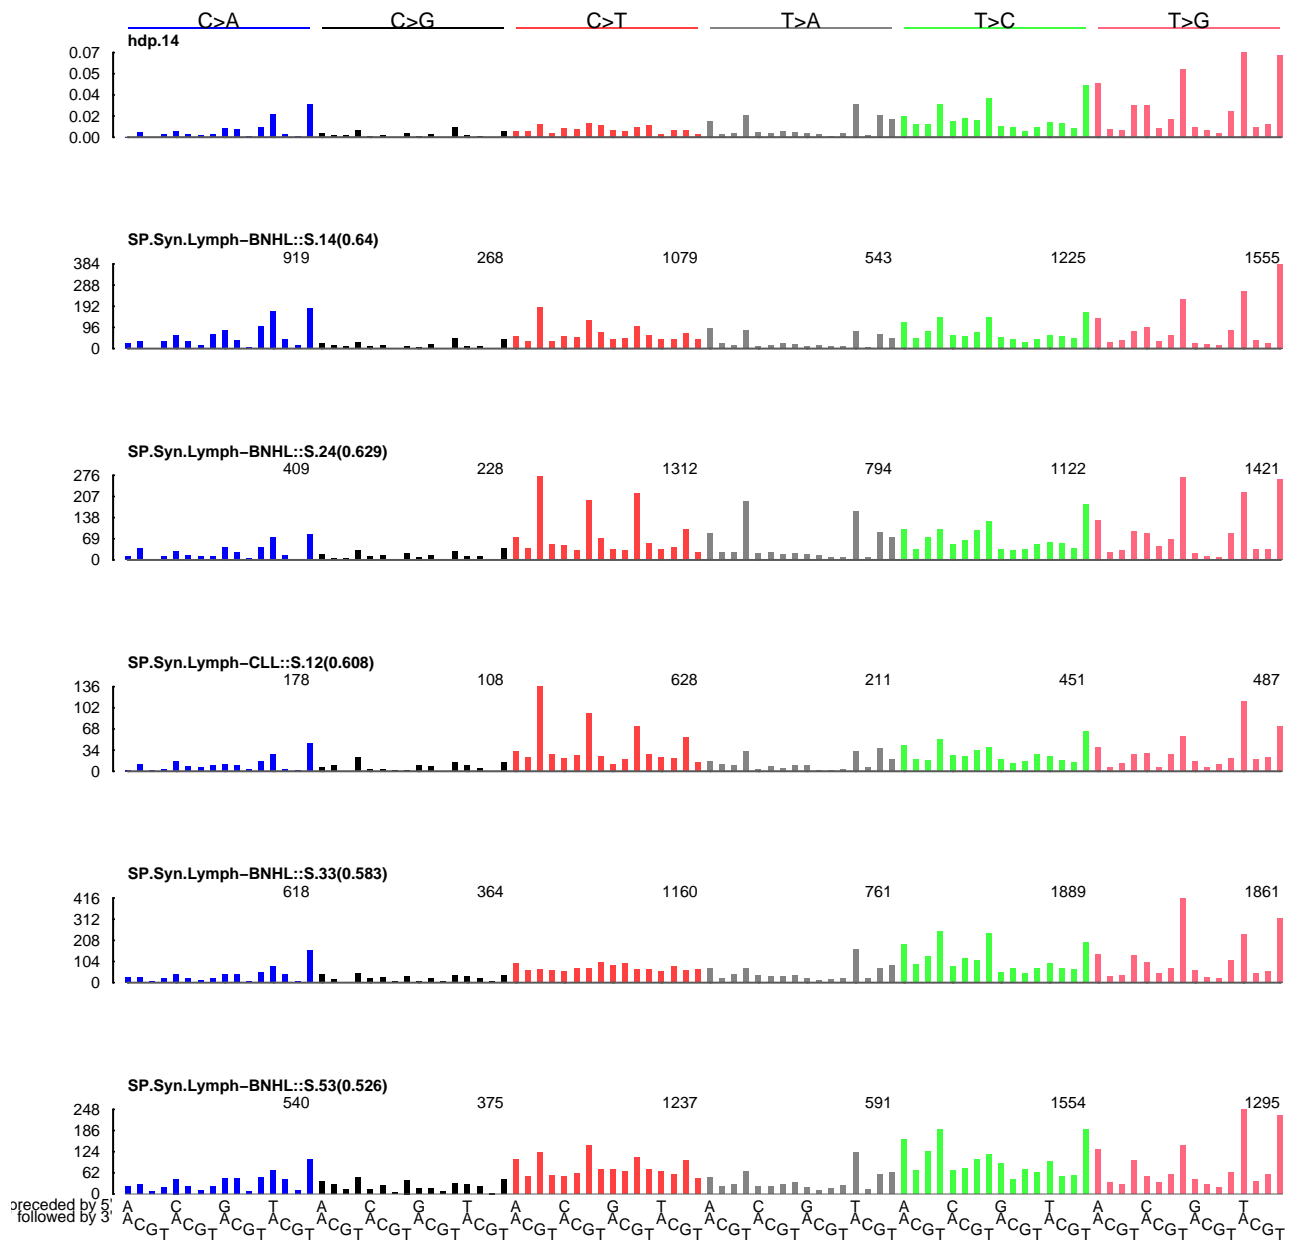 C>A C>G C>T T>A T>C T>G
hdp.14
0.07
0.05
0.04
0.02
0.00
SP.Syn.Lymph−BNHL::S.14(0.64)
919 268 1079 543 1225 1555
384
288
192
96
0
SP.Syn.Lymph−BNHL::S.24(0.629)
409 228 1312 794 1122 1421
276
207
138
69
0
SP.Syn.Lymph−CLL::S.12(0.608)
178 108 628 211 451 487
136
102
68
34
0
SP.Syn.Lymph−BNHL::S.33(0.583)
618 364 1160 761 1889 1861
416
312
208
104
0
SP.Syn.Lymph−BNHL::S.53(0.526)
540 375 1237 591 1554 1295
248
186
124
62
0
preceded by 5' A C G T A C G T A C G T A C G T A C G T A C G T
followed by 3' A C G T A C G T A C G T A C G T A C G T A C G T A C G T A C G T A C G T A C G T A C G T A C G T A C G T A C G T A C G T A C G T A C G T A C G T A C G T A C G T A C G T A C G T A C G T A C G T